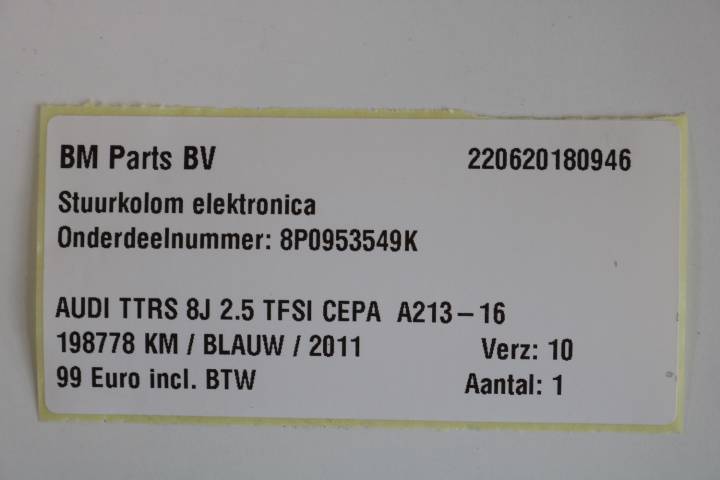 BM Parts BV 220620180946
Stuurkolom elektronica
Onderdeelnummer: 8P0953549K
AUDI TTRS 8J 2.5 TFSI CEPA A213-16
198778 KM / BLAUW / 2011 Verz: 10
99 Euro incl. BTW Aantal: 1